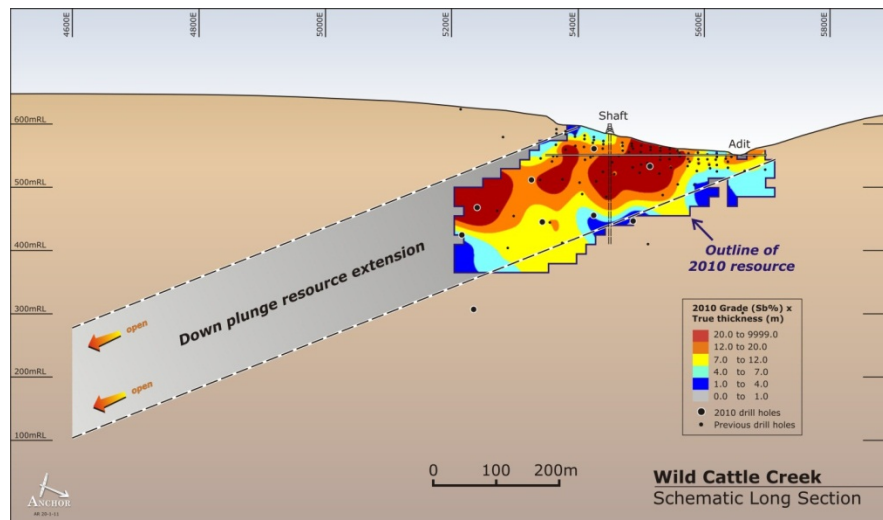 4600E
4800E
5000E
5200E
5400E
5600E
5800E
Shaft
Adit
600mRL
500mRL
400mRL
300mRL
200mRL
100mRL
Down plunge resource extension
open
open
Outline of
2010 resource
2010 Grade (Sb%) x
True thickness (m)
20.0 to 9999.0
12.0 to 20.0
7.0 to 12.0
4.0 to 7.0
1.0 to 4.0
0.0 to 1.0
2010 drill holes
Previous drill holes
0 100 200m
Wild Cattle Creek
Schematic Long Section
ANCHOR